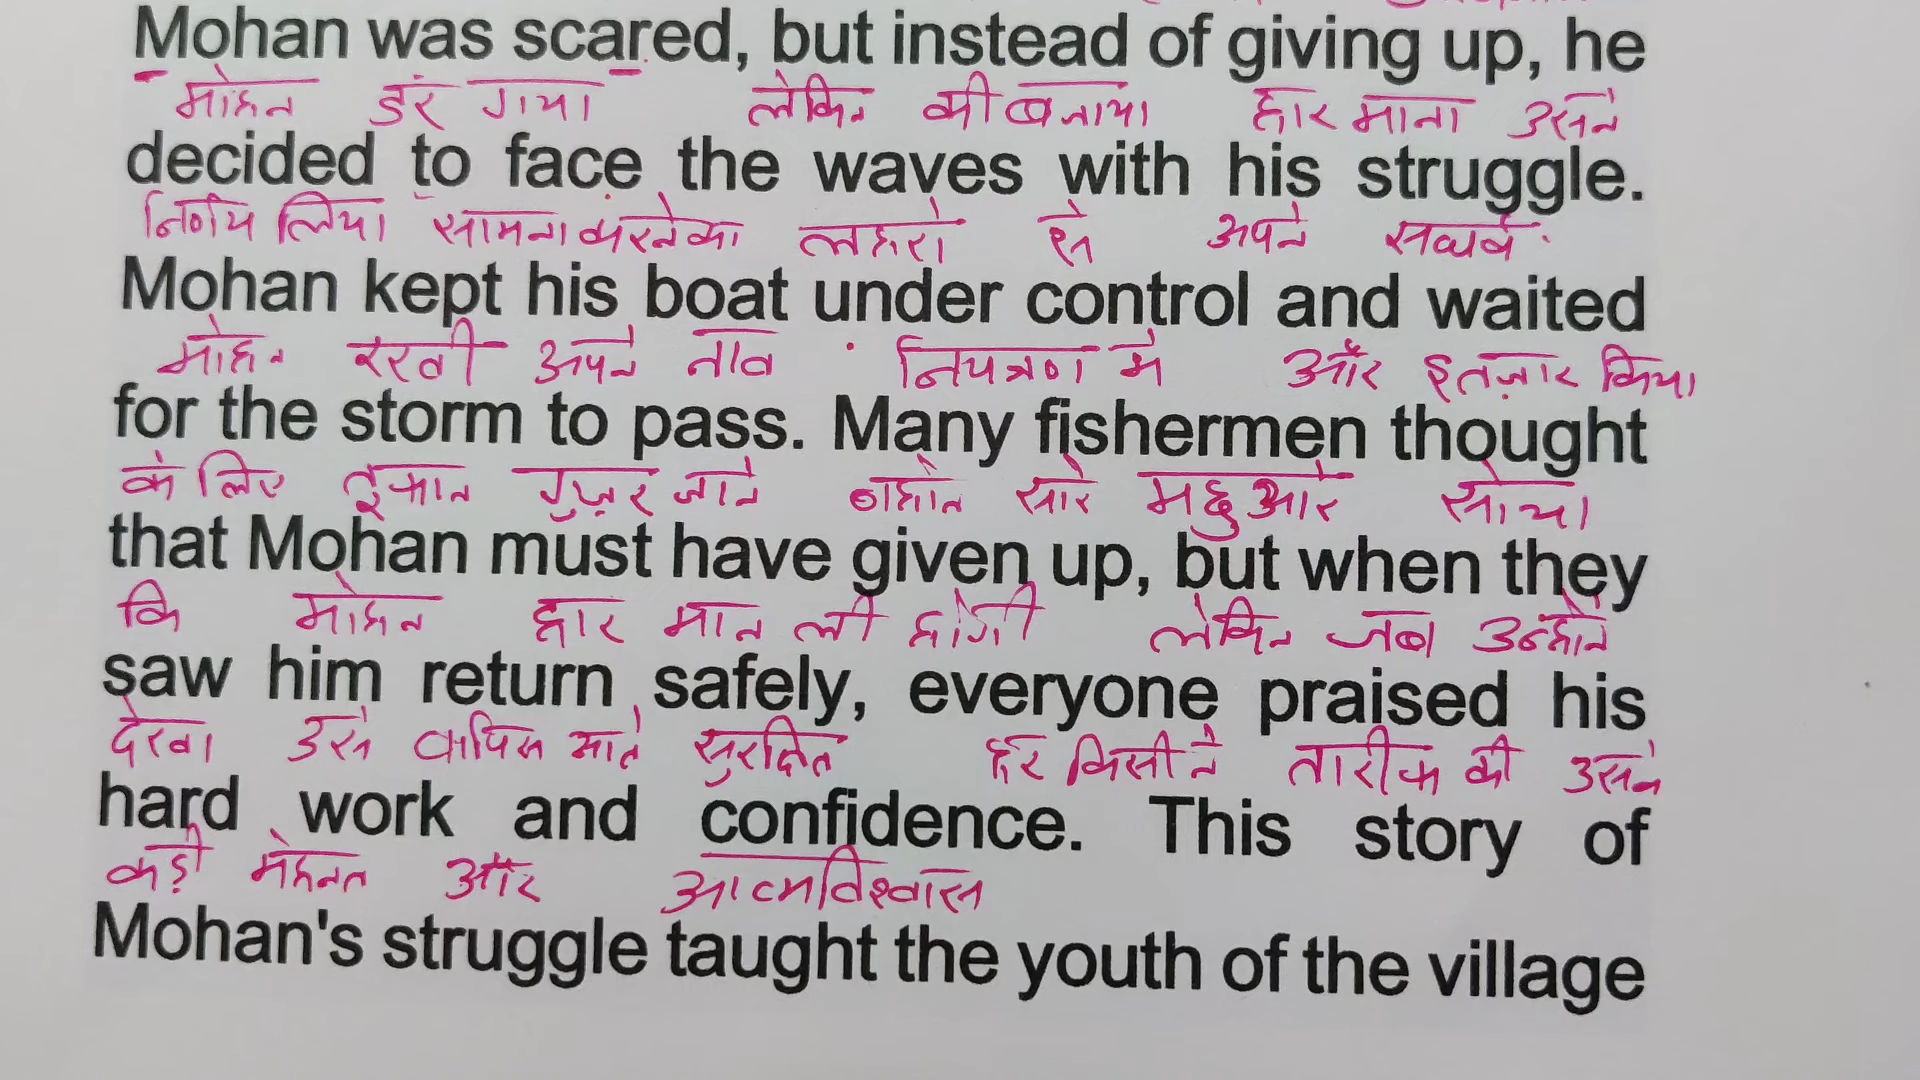 Mohan was scared, but instead of giving up, he
मोहन डर गया लेकिन की बजाया हार माना उसने
decided to face the waves with his struggle.
निर्णय लिया सामना करने का लहरो से अपने सघर्ष
Mohan kept his boat under control and waited
मोहन रखी अपने नाव नियत्रण मे और इतज़ार किया
for the storm to pass. Many fishermen thought
के लिए तूफान गुज़र जाने बाहोत सारे मछुआरे सोचा
that Mohan must have given up, but when they
कि मोहन हार मान ली होगी लेकिन जब उन्होने
saw him return safely, everyone praised his
देखा उसे वापिस आते सुरक्षित हर किसी ने तारीफ की उसने
hard work and confidence. This story of
कड़ी मेहनत और आत्मविश्वास
Mohan's struggle taught the youth of the village